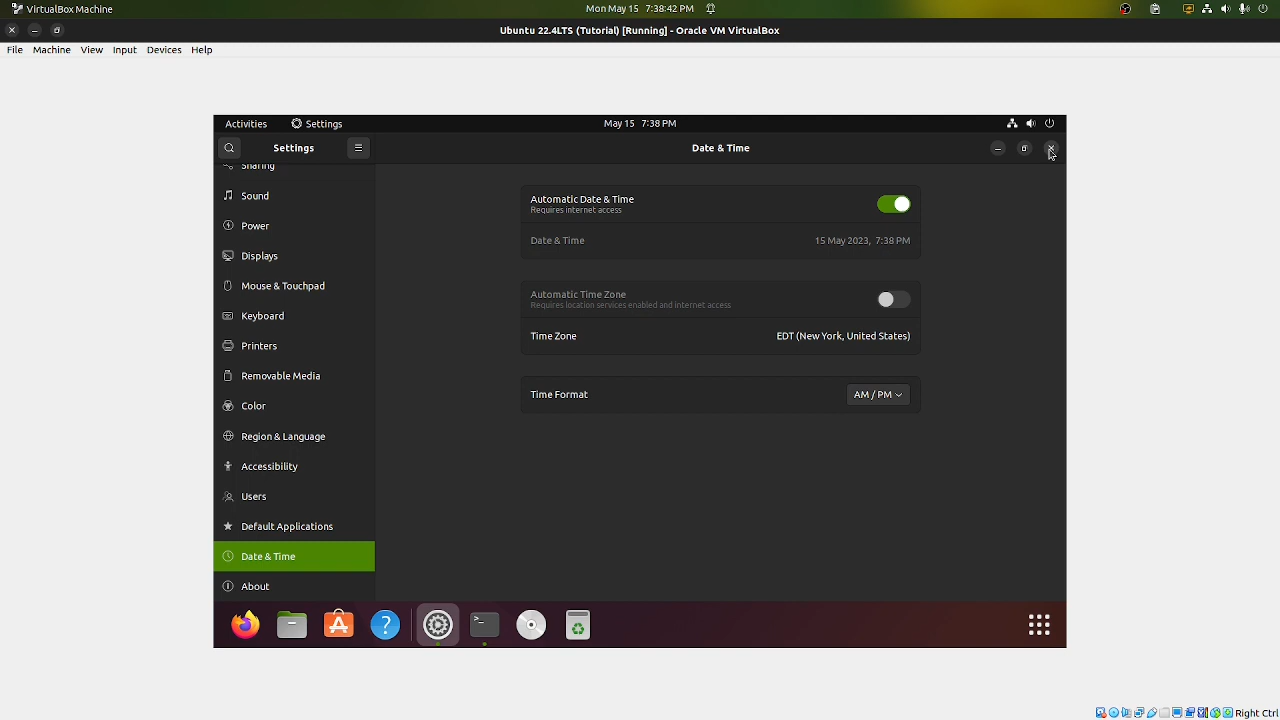 VirtualBox Machine
Mon May 15  7:38:42 PM
Ubuntu 22.4LTS (Tutorial) [Running] - Oracle VM VirtualBox
File Machine View Input Devices Help
Activities Settings May 15  7:38 PM
Settings
Date & Time
Sharing
Sound
Power
Displays
Mouse & Touchpad
Keyboard
Printers
Removable Media
Color
Region & Language
Accessibility
Users
Default Applications
Date & Time
About
Automatic Date & Time
Requires internet access
Date & Time 15 May 2023, 7:38 PM
Automatic Time Zone
Requires location services enabled and internet access
Time Zone EDT (New York, United States)
Time Format AM / PM
Right Ctrl